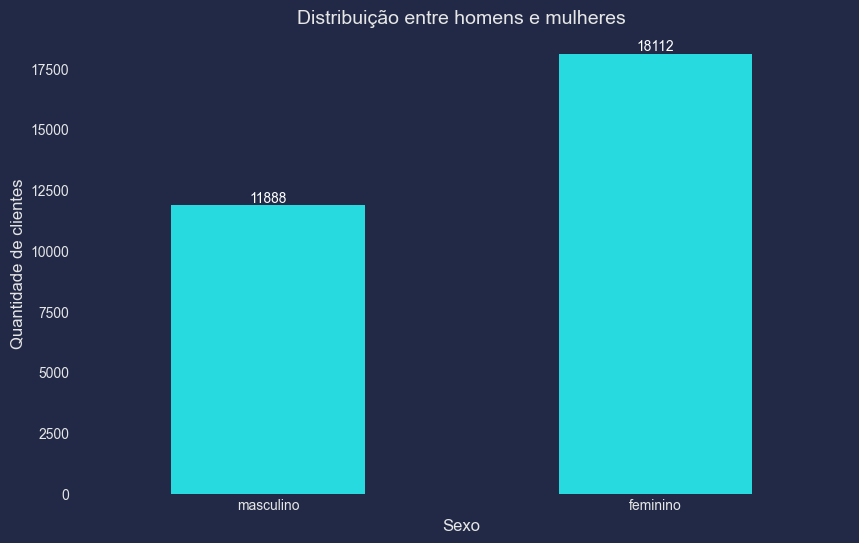 Distribuição entre homens e mulheres
18112
17500
15000
12500
11888
10000
7500
5000
2500
0
Quantidade de clientes
masculino
feminino
Sexo